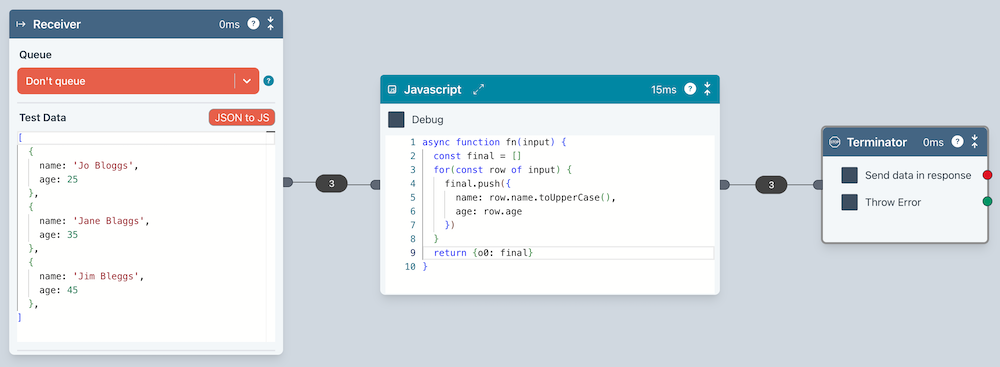 Receiver 0ms ?
Queue
Don't queue ?
Test Data JSON to JS
[
{
name: 'Jo Bloggs',
age: 25
},
{
name: 'Jane Blaggs',
age: 35
},
{
name: 'Jim Bleggs',
age: 45
},
]
3
JS Javascript 15ms ?
Debug
1 async function fn(input) {
2 const final = []
3 for(const row of input) {
4 final.push({
5 name: row.name.toUpperCase(),
6 age: row.age
7 })
8 }
9 return {o0: final}
10 }
3
Terminator 0ms ?
Send data in response
Throw Error